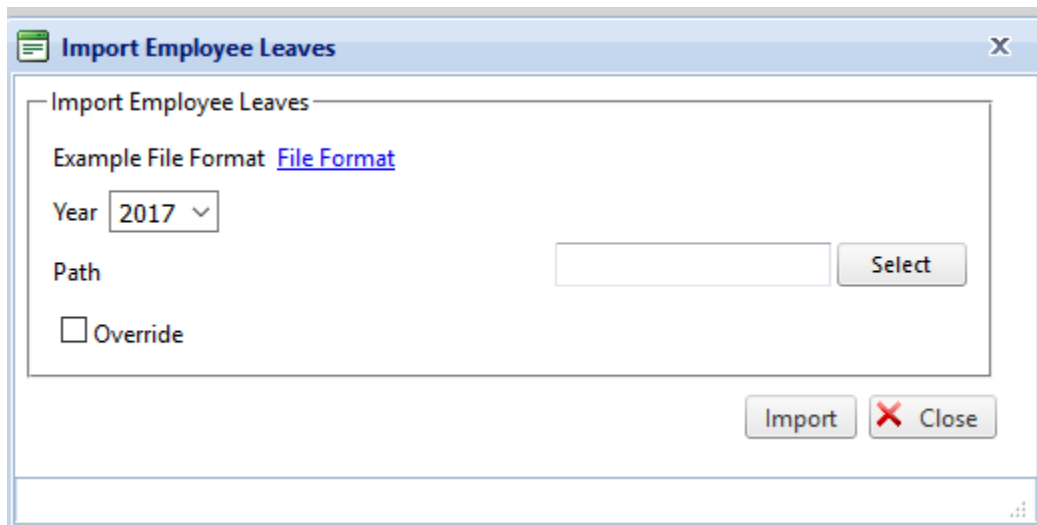 Import Employee Leaves
Import Employee Leaves
Example File Format File Format
Year 2017
Path Select
Override
Import Close